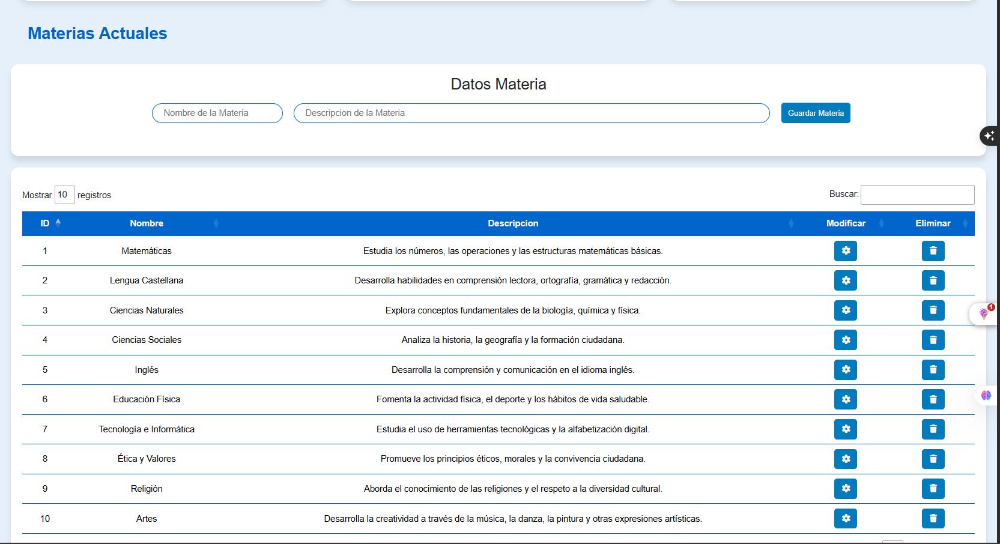 Materias Actuales
Datos Materia
Nombre de la Materia Descripcion de la Materia Guardar Materia
Mostrar 10 registros Buscar:
ID Nombre Descripcion Modificar Eliminar
1 Matemáticas Estudia los números, las operaciones y las estructuras matemáticas básicas.
2 Lengua Castellana Desarrolla habilidades en comprensión lectora, ortografía, gramática y redacción.
3 Ciencias Naturales Explora conceptos fundamentales de la biología, química y física.
1
4 Ciencias Sociales Analiza la historia, la geografía y la formación ciudadana.
5 Inglés Desarrolla la comprensión y comunicación en el idioma inglés.
6 Educación Física Fomenta la actividad física, el deporte y los hábitos de vida saludable.
7 Tecnología e Informática Estudia el uso de herramientas tecnológicas y la alfabetización digital.
8 Ética y Valores Promueve los principios éticos, morales y la convivencia ciudadana.
9 Religión Aborda el conocimiento de las religiones y el respeto a la diversidad cultural.
10 Artes Desarrolla la creatividad a través de la música, la danza, la pintura y otras expresiones artísticas.